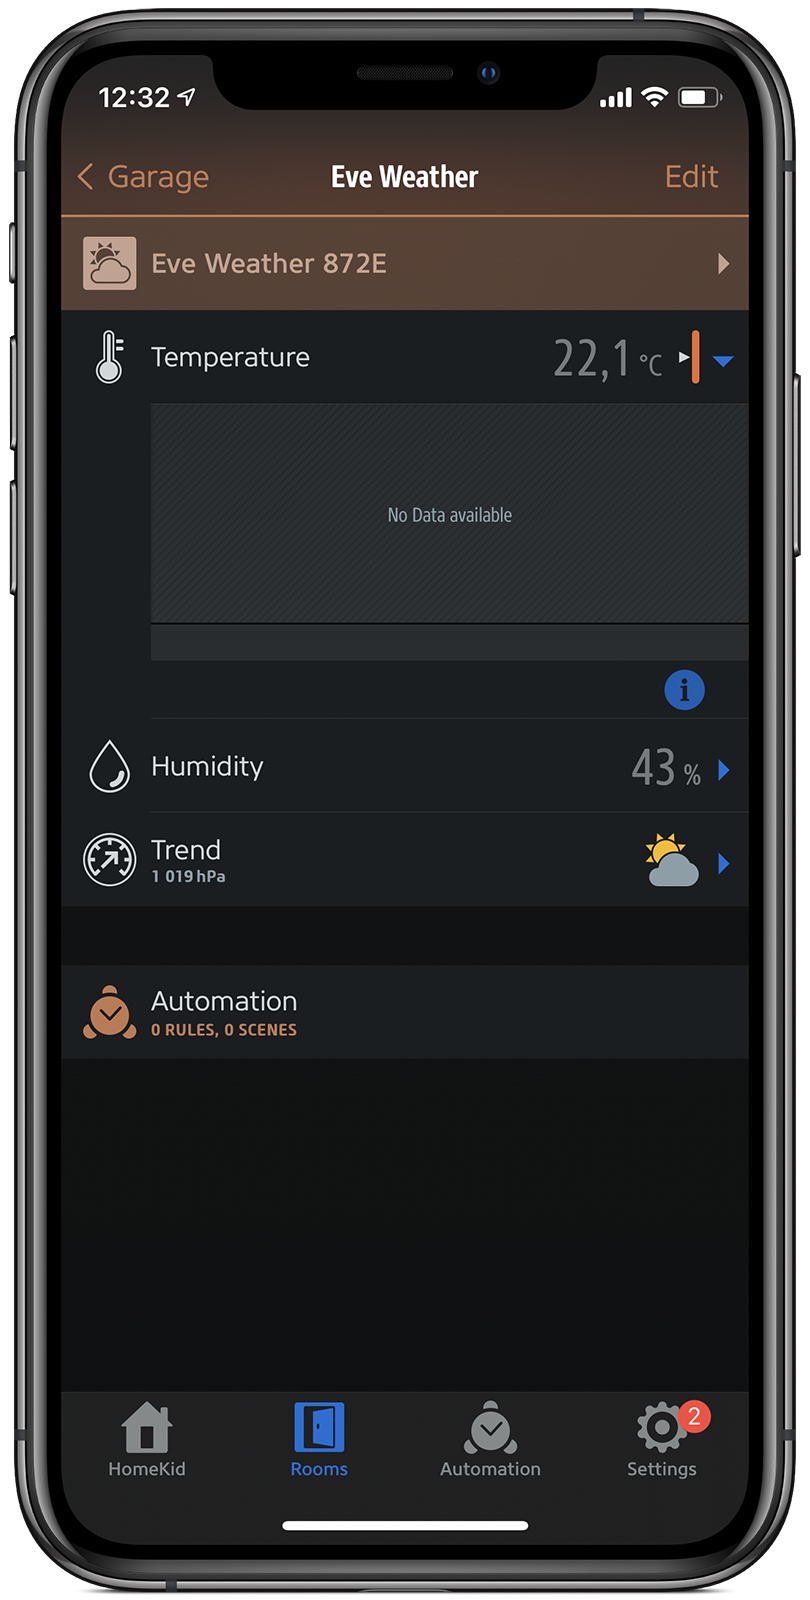 12:32
Garage
Eve Weather
Edit
Eve Weather 872E
Temperature
22,1 °C
No Data available
i
Humidity
43 %
Trend
1 019 hPa
Automation
0 RULES, 0 SCENES
HomeKid
Rooms
Automation
Settings
2